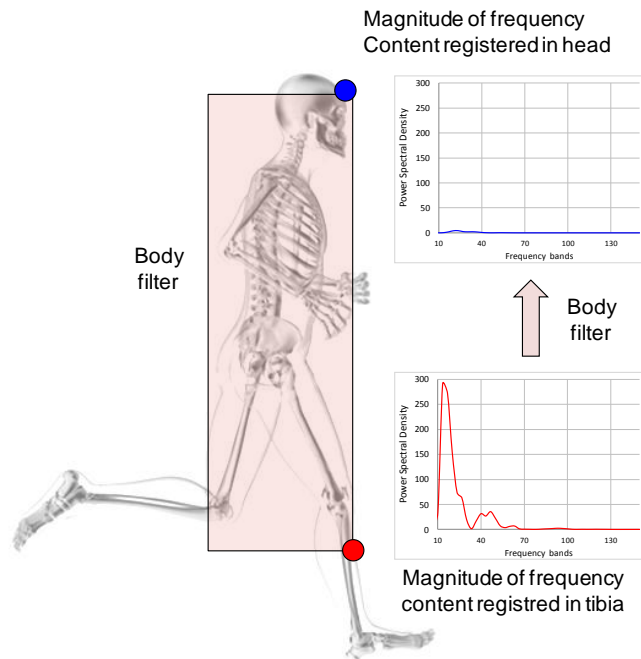 Magnitude of frequency
Content registered in head
300
250
200
150
100
50
0
Power Spectral Density
10 40 70 100 130
Frequency bands
Body
filter
Body
filter
300
250
200
150
100
50
0
Power Spectral Density
10 40 70 100 130
Frequency bands
Magnitude of frequency
content registred in tibia